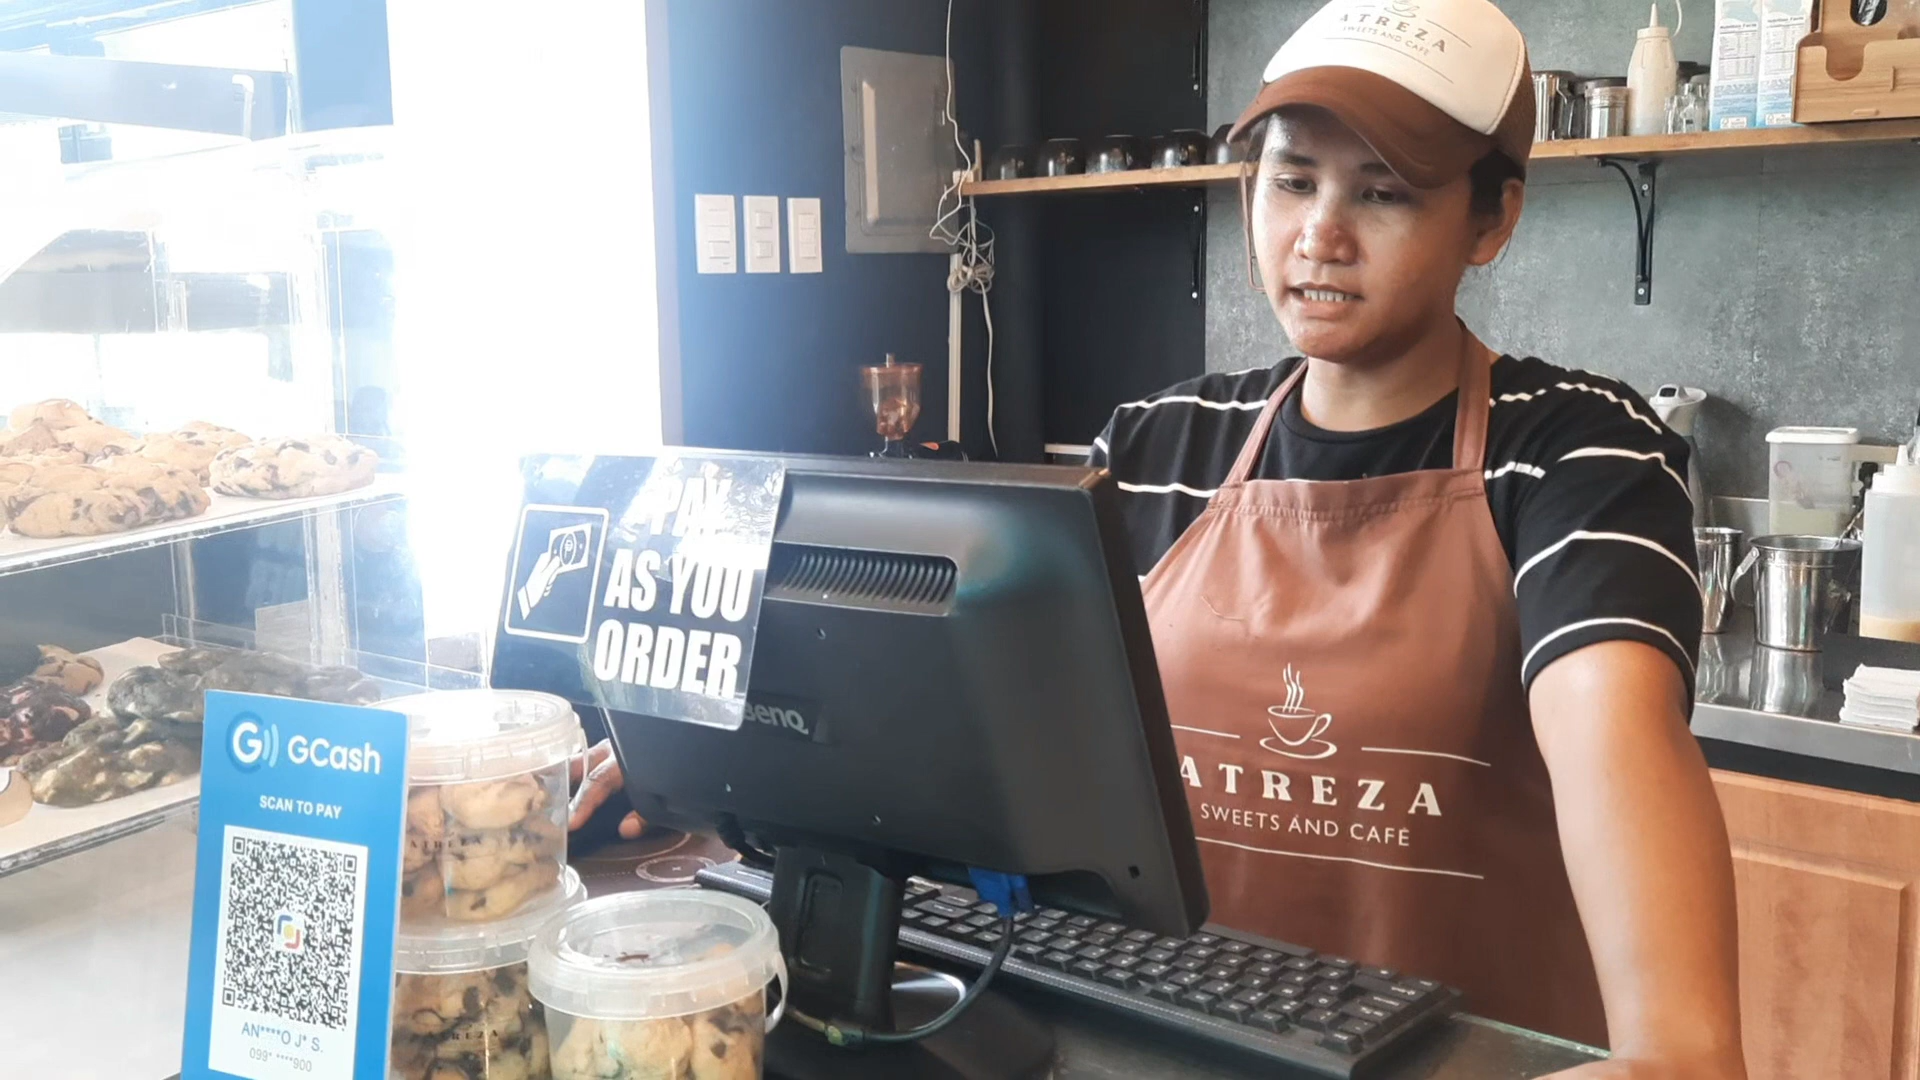 ATREZA
SWEETS AND CAFE
PAY
AS YOU
ORDER
BenQ
G)) GCash
SCAN TO PAY
AN****O J* S.
099* ****900
ATREZA
SWEETS AND CAFÉ